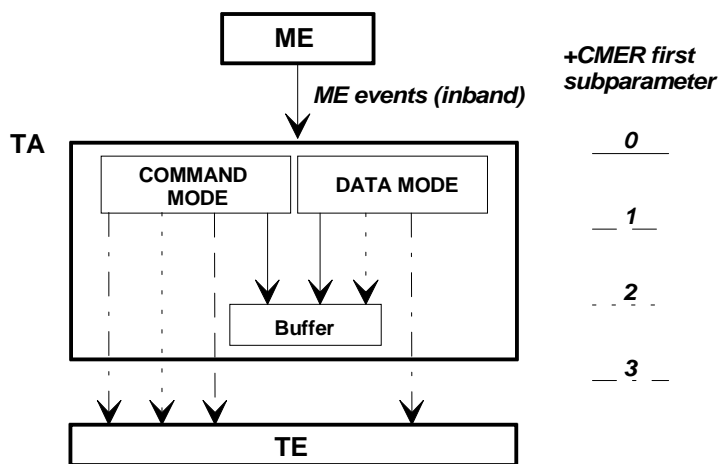 ME
+CMER first
subparameter
ME events (inband)
TA
0
COMMAND
MODE
DATA MODE
1
2
Buffer
3
TE